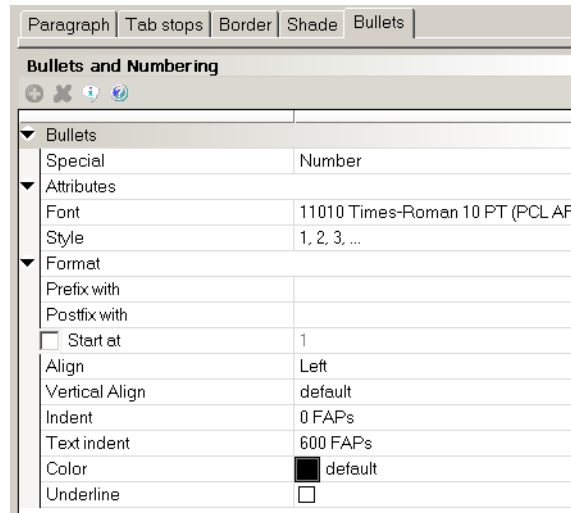 Paragraph Tab stops Border Shade Bullets
Bullets and Numbering
Bullets
Special Number
Attributes
Font 11010 Times-Roman 10 PT (PCL AF
Style 1, 2, 3, ...
Format
Prefix with
Postfix with
Start at 1
Align Left
Vertical Align default
Indent 0 FAPs
Text indent 600 FAPs
Color default
Underline